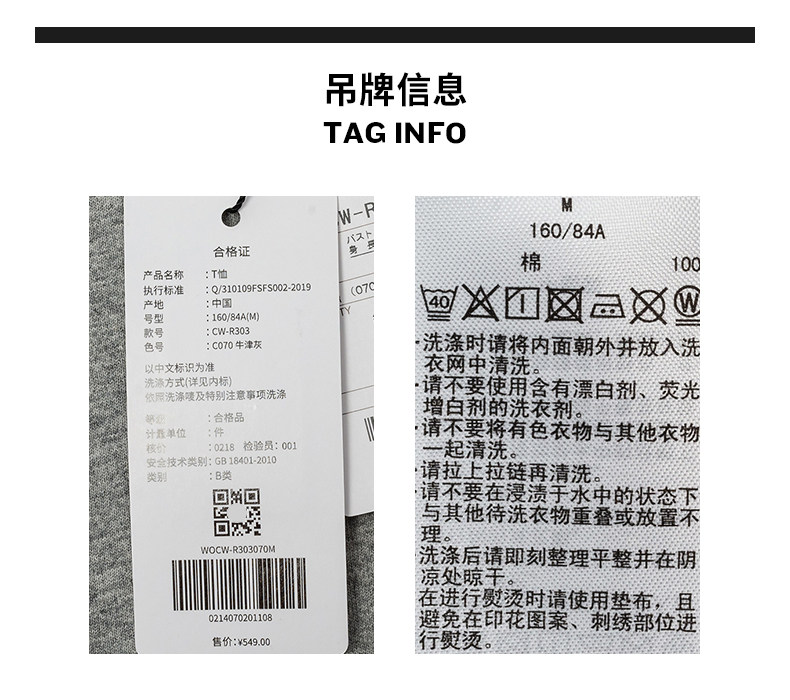 吊牌信息
TAG INFO
合格证
产品名称 : T恤
执行标准 : Q/310109FSFS002-2019
产地 : 中国
号型 : 160/84A(M)
款号 : CW-R303
色号 : C070 牛津灰
以中文标识为准
洗涤方式(详见内标)
依照洗涤唛及特别注意事项洗涤
: 合格品
计量单位 : 件
核价 : 0218 检验员: 001
安全技术类别: GB 18401-2010
类别 : B类
WOCW-R303070M
0214070201108
售价:¥549.00
W-R
バスト
身 長
(070
TY
M
160/84A
棉 100
40
W
·洗涤时请将内面朝外并放入洗
衣网中清洗。
·请不要使用含有漂白剂、荧光
增白剂的洗衣剂。
·请不要将有色衣物与其他衣物
一起清洗。
·请拉上拉链再清洗。
·请不要在浸渍于水中的状态下
与其他待洗衣物重叠或放置不
理。
·洗涤后请即刻整理平整并在阴
凉处晾干。
在进行熨烫时请使用垫布，且
避免在印花图案、刺绣部位进
行熨烫。